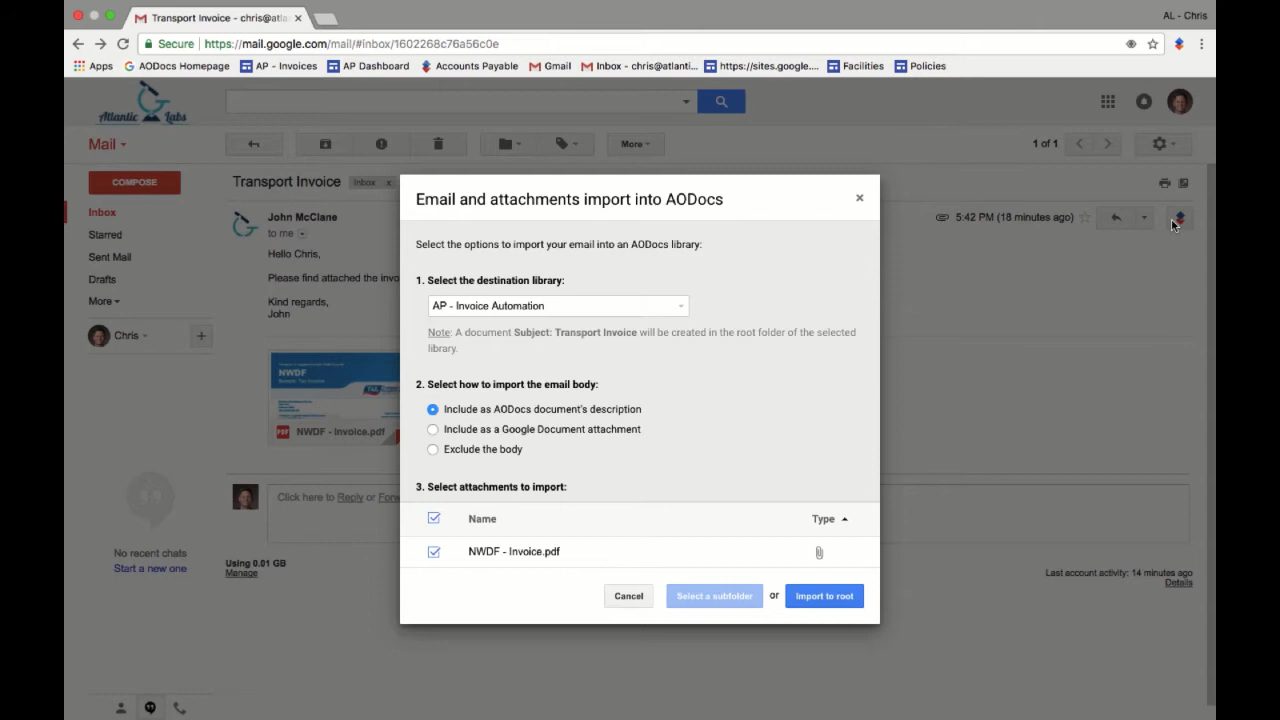 Transport Invoice - chris@atla
AL - Chris
Secure
https://mail.google.com/mail/#inbox/1602268c76a56c0e
Apps
AODocs Homepage
AP - Invoices
AP Dashboard
Accounts Payable
Gmail
Inbox - chris@atlanti...
https://sites.google....
Facilities
Policies
Atlantic Labs
Mail
More
1 of 1
COMPOSE
Transport Invoice
Inbox x
Inbox
Starred
Sent Mail
Drafts
More
Chris
John McClane
to me
5:42 PM (18 minutes ago)
Hello Chris,
Please find attached the invo
Kind regards,
John
NWDF
NWDF - Invoice.pdf
Click here to Reply or Forw
No recent chats
Start a new one
Using 0.01 GB
Manage
Last account activity: 14 minutes ago
Details
Email and attachments import into AODocs
×
Select the options to import your email into an AODocs library:
1. Select the destination library:
AP - Invoice Automation
Note: A document Subject: Transport Invoice will be created in the root folder of the selected
library.
2. Select how to import the email body:
Include as AODocs document's description
Include as a Google Document attachment
Exclude the body
3. Select attachments to import:
Name
Type
NWDF - Invoice.pdf
Cancel
Select a subfolder
or
Import to root